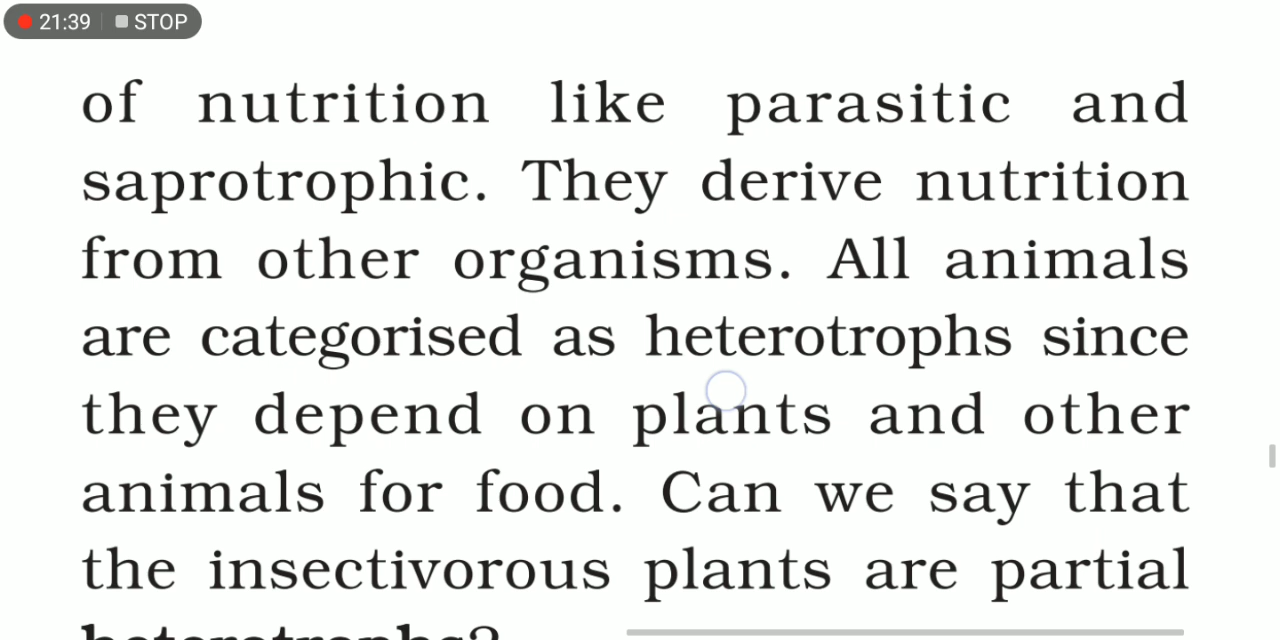 21:39 STOP
of nutrition like parasitic and
saprotrophic. They derive nutrition
from other organisms. All animals
are categorised as heterotrophs since
they depend on plants and other
animals for food. Can we say that
the insectivorous plants are partial
heterotrophs?